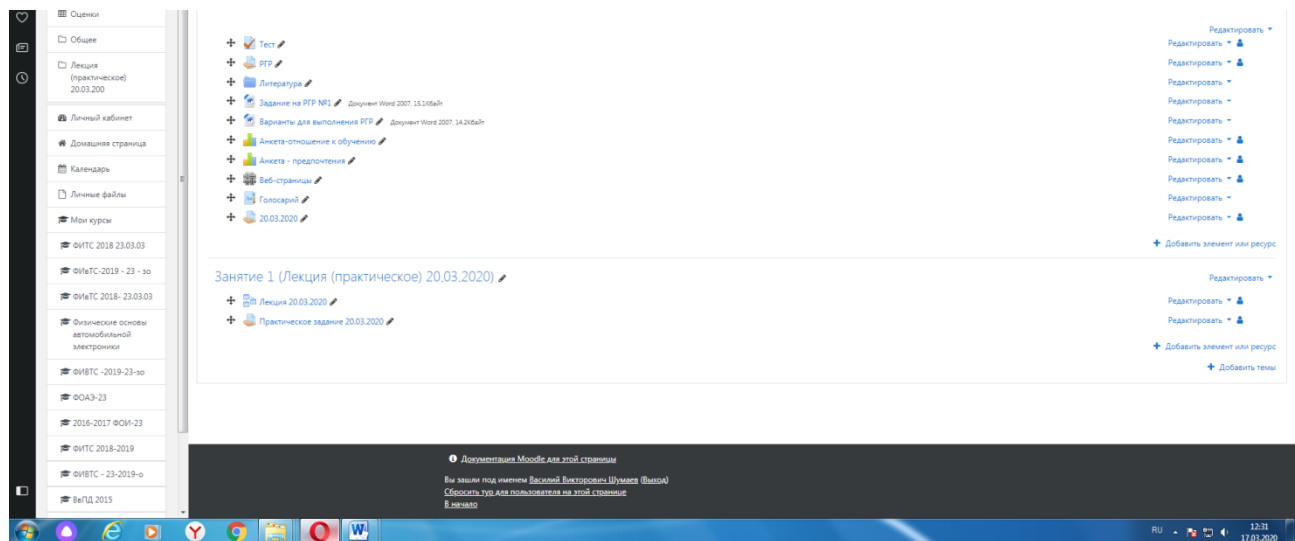 Оценки
Общее
Лекция
(практическое)
20.03.200
Личный кабинет
Домашняя страница
Календарь
Личные файлы
Мои курсы
ФИТС 2018 23.03.03
ФИвТС-2019 - 23 - зо
ФИвТС 2018- 23.03.03
Физические основы
автомобильной
электроники
ФИВТС -2019-23-зо
ФОАЭ-23
2016-2017 ФОИ-23
ФИТС 2018-2019
ФИВТС - 23-2019-о
ВвПД 2015
Редактировать
Тест Редактировать
РГР Редактировать
Литература Редактировать
Задание на РГР №1 Документ Word 2007, 15.1Кбайт Редактировать
Варианты для выполнения РГР Документ Word 2007, 14.2Кбайт Редактировать
Анкета-отношение к обучению Редактировать
Анкета - предпочтения Редактировать
Веб-страницы Редактировать
Голосарий Редактировать
20.03.2020 Редактировать
Добавить элемент или ресурс
Занятие 1 (Лекция (практическое) 20.03.2020) Редактировать
Лекция 20.03.2020 Редактировать
Практическое задание 20.03.2020 Редактировать
Добавить элемент или ресурс
Добавить темы
Документация Moodle для этой страницы
Вы зашли под именем Василий Викторович Шумаев (Выход)
Сбросить тур для пользователя на этой странице
В начало
RU 12:31
17.03.2020